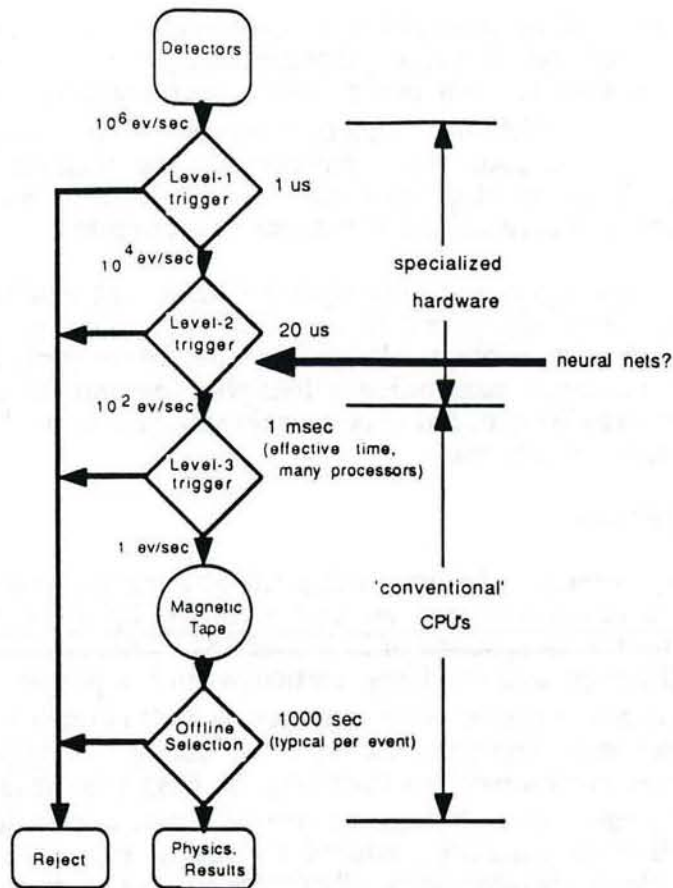 Detectors
10⁶ ev/sec
Level-1
trigger
1 us
10⁴ ev/sec
specialized
hardware
Level-2
trigger
20 us
neural nets?
10² ev/sec
1 msec
(effective time,
many processors)
Level-3
trigger
1 ev/sec
Magnetic
Tape
'conventional'
CPU's
Offline
Selection
1000 sec
(typical per event)
Reject
Physics.
Results